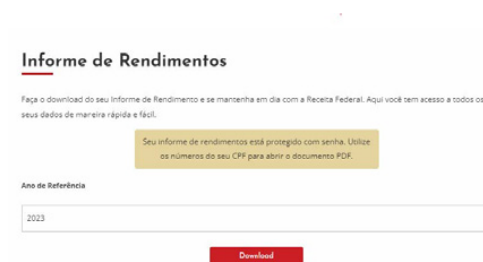 Informe de Rendimentos
Faça o download do seu Informe de Rendimento e se mantenha em dia com a Receita Federal. Aqui você tem acesso a todos os
seus dados de maneira rápida e fácil.
Seu informe de rendimentos está protegido com senha. Utilize
os números do seu CPF para abrir o documento PDF.
Ano de Referência
2023
Download